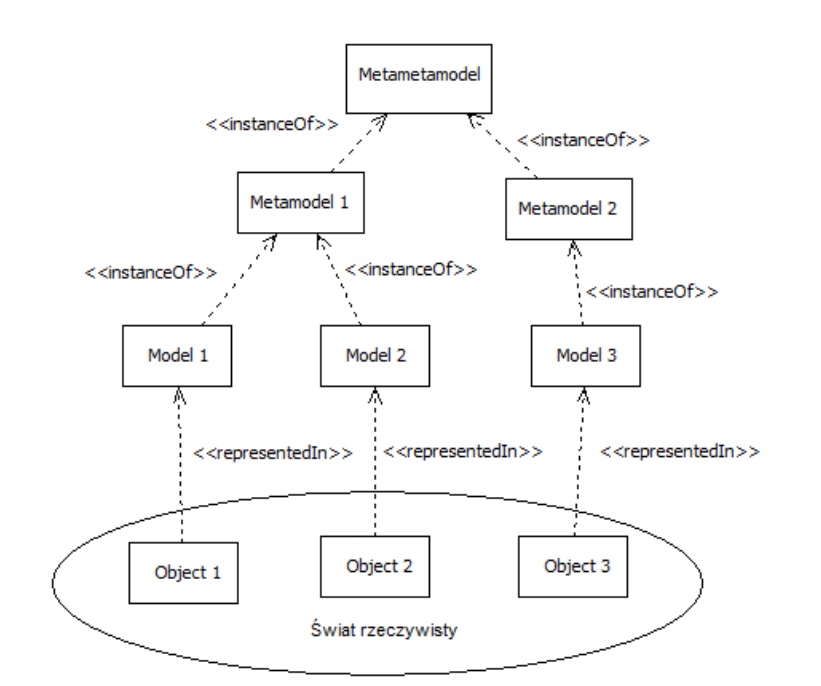 Metametamodel
<<instanceOf>>
<<instanceOf>>
Metamodel 1
Metamodel 2
<<instanceOf>>
<<instanceOf>>
<<instanceOf>>
Model 1
Model 2
Model 3
<<representedIn>>
<<representedIn>>
<<representedIn>>
Object 1
Object 2
Object 3
Świat rzeczywisty